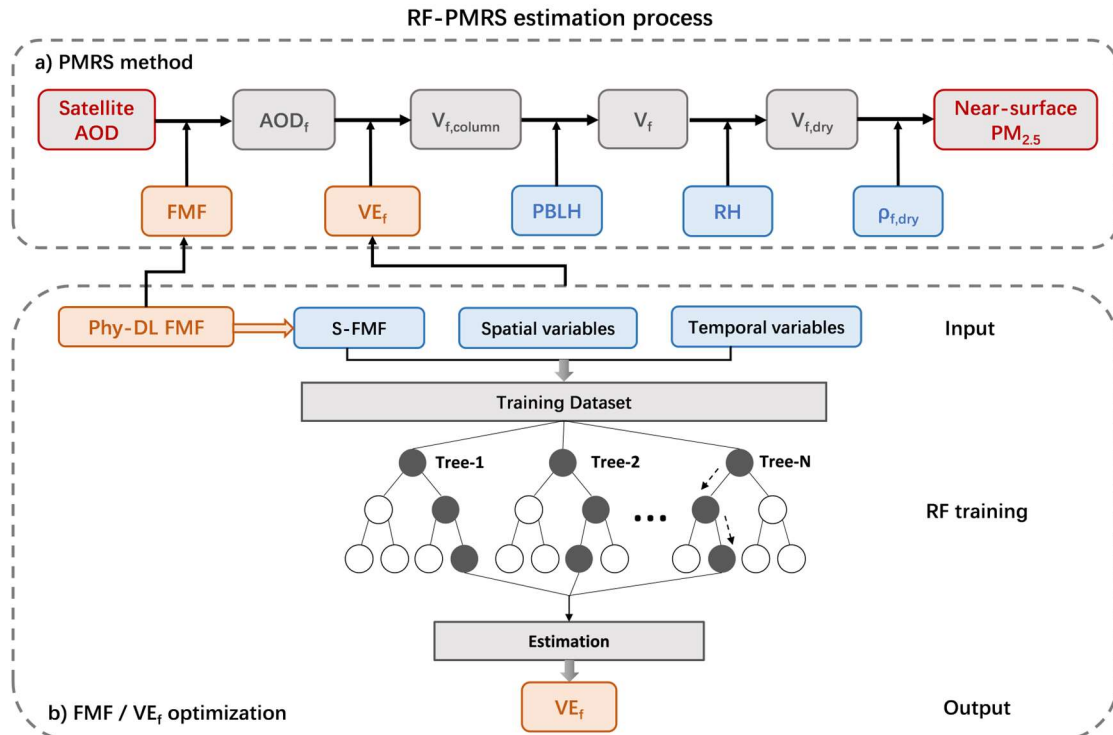 RF-PMRS estimation process
a) PMRS method
Satellite
AOD
AODf
Vf,column
Vf
Vf,dry
Near-surface
PM2.5
FMF
VEf
PBLH
RH
ρf,dry
Phy-DL FMF
S-FMF
Spatial variables
Temporal variables
Input
Training Dataset
Tree-1
Tree-2
Tree-N
...
RF training
Estimation
VEf
Output
b) FMF / VEf optimization